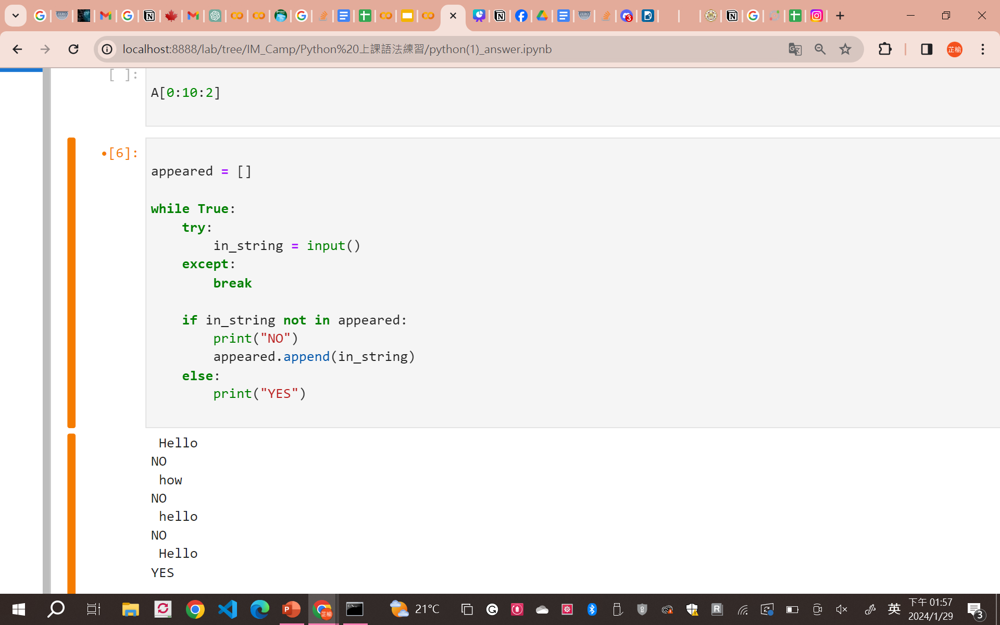 localhost:8888/lab/tree/IM_Camp/Python%20上課語法練習/python(1)_answer.ipynb
芷榆
[ ]:
A[0:10:2]
•[6]:
appeared = []
while True:
    try:
        in_string = input()
    except:
        break
    if in_string not in appeared:
        print("NO")
        appeared.append(in_string)
    else:
        print("YES")
Hello
NO
how
NO
hello
NO
Hello
YES
21°C
英
下午 01:57
2024/1/29
3